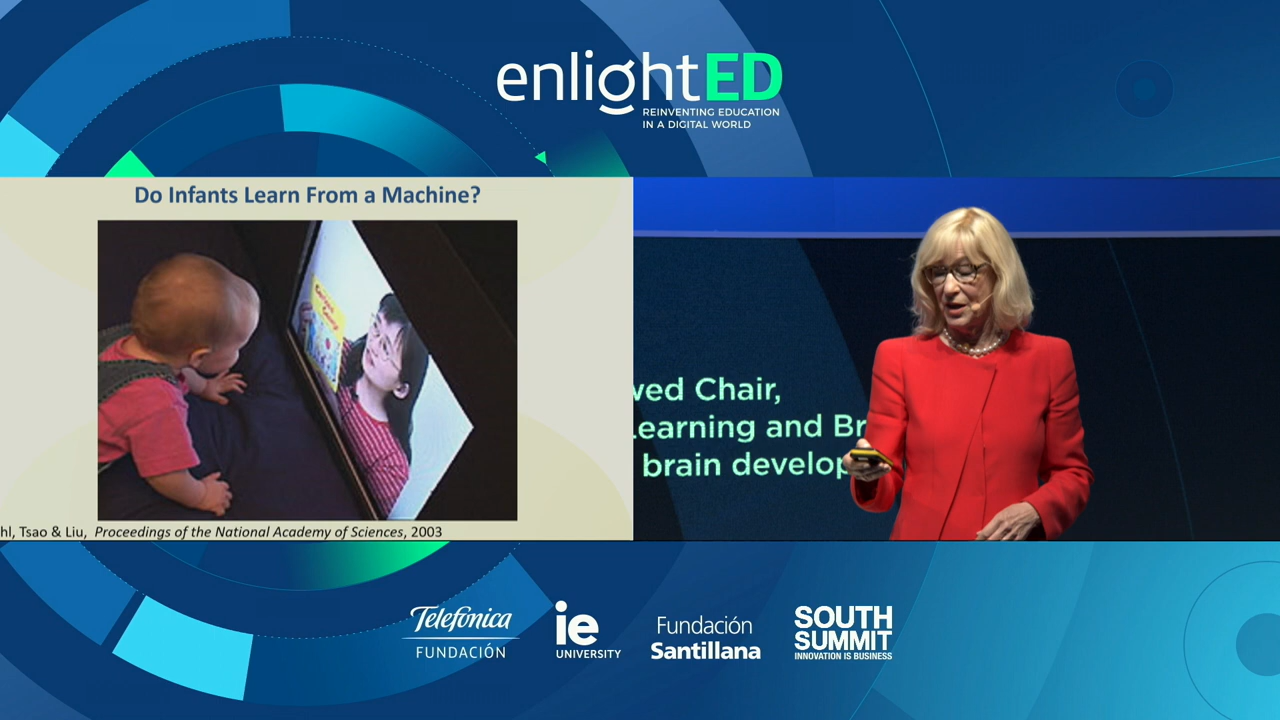 enlightED
REINVENTING EDUCATION
IN A DIGITAL WORLD
Do Infants Learn From a Machine?
hl, Tsao & Liu, Proceedings of the National Academy of Sciences, 2003
wed Chair,
Learning and Br
brain develop
Telefónica
FUNDACIÓN
ie
UNIVERSITY
Fundación
Santillana
SOUTH
SUMMIT
INNOVATION IS BUSINESS